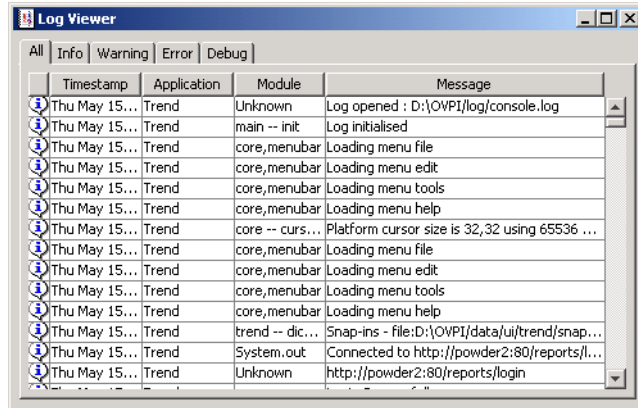 Log Viewer
All Info Warning Error Debug
Timestamp Application Module Message
Thu May 15... Trend Unknown Log opened : D:\OVPI/log/console.log
Thu May 15... Trend main -- init Log initialised
Thu May 15... Trend core,menubar Loading menu file
Thu May 15... Trend core,menubar Loading menu edit
Thu May 15... Trend core,menubar Loading menu tools
Thu May 15... Trend core,menubar Loading menu help
Thu May 15... Trend core -- curs... Platform cursor size is 32,32 using 65536 ...
Thu May 15... Trend core,menubar Loading menu file
Thu May 15... Trend core,menubar Loading menu edit
Thu May 15... Trend core,menubar Loading menu tools
Thu May 15... Trend core,menubar Loading menu help
Thu May 15... Trend trend -- dic... Snap-ins - file:D:\OVPI/data/ui/trend/snap...
Thu May 15... Trend System.out Connected to http://powder2:80/reports/l...
Thu May 15... Trend Unknown http://powder2:80/reports/login